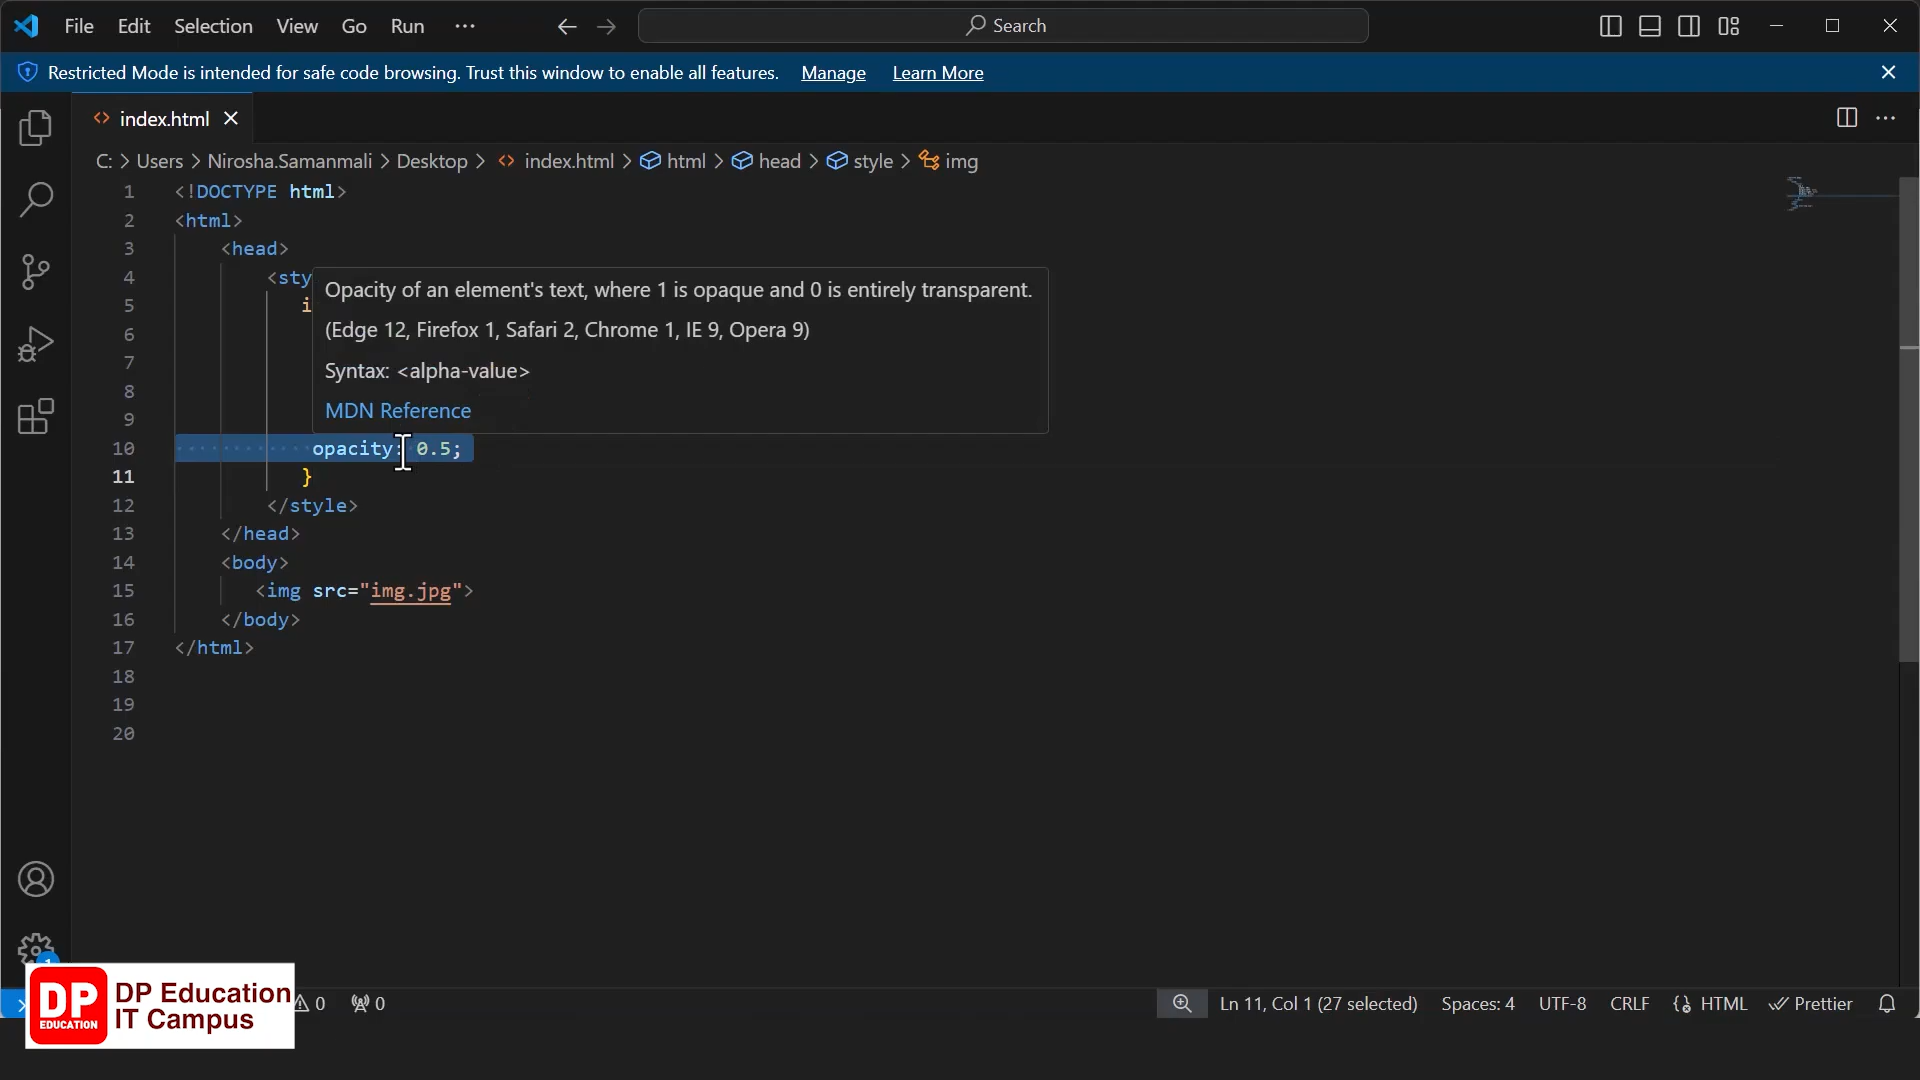 File Edit Selection View Go Run ··· Search
Restricted Mode is intended for safe code browsing. Trust this window to enable all features. Manage Learn More
index.html
C: > Users > Nirosha.Samanmali > Desktop > index.html > html > head > style > img
1 <!DOCTYPE html>
2 <html>
3 <head>
4 <sty
5 i
6
7
8
9
Opacity of an element's text, where 1 is opaque and 0 is entirely transparent.
(Edge 12, Firefox 1, Safari 2, Chrome 1, IE 9, Opera 9)
Syntax: <alpha-value>
MDN Reference
10 opacity: 0.5;
11 }
12 </style>
13 </head>
14 <body>
15 <img src="img.jpg">
16 </body>
17 </html>
18
19
20
DP EDUCATION
DP Education
IT Campus
0 0 Ln 11, Col 1 (27 selected) Spaces: 4 UTF-8 CRLF HTML Prettier